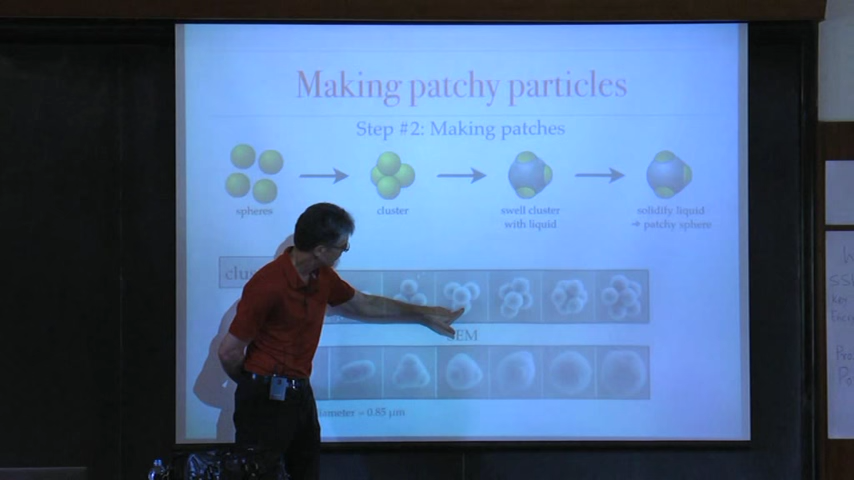 Making patchy particles
Step #2: Making patches
spheres
cluster
swell cluster
with liquid
solidify liquid
➔ patchy sphere
SEM
= 0.85 μm